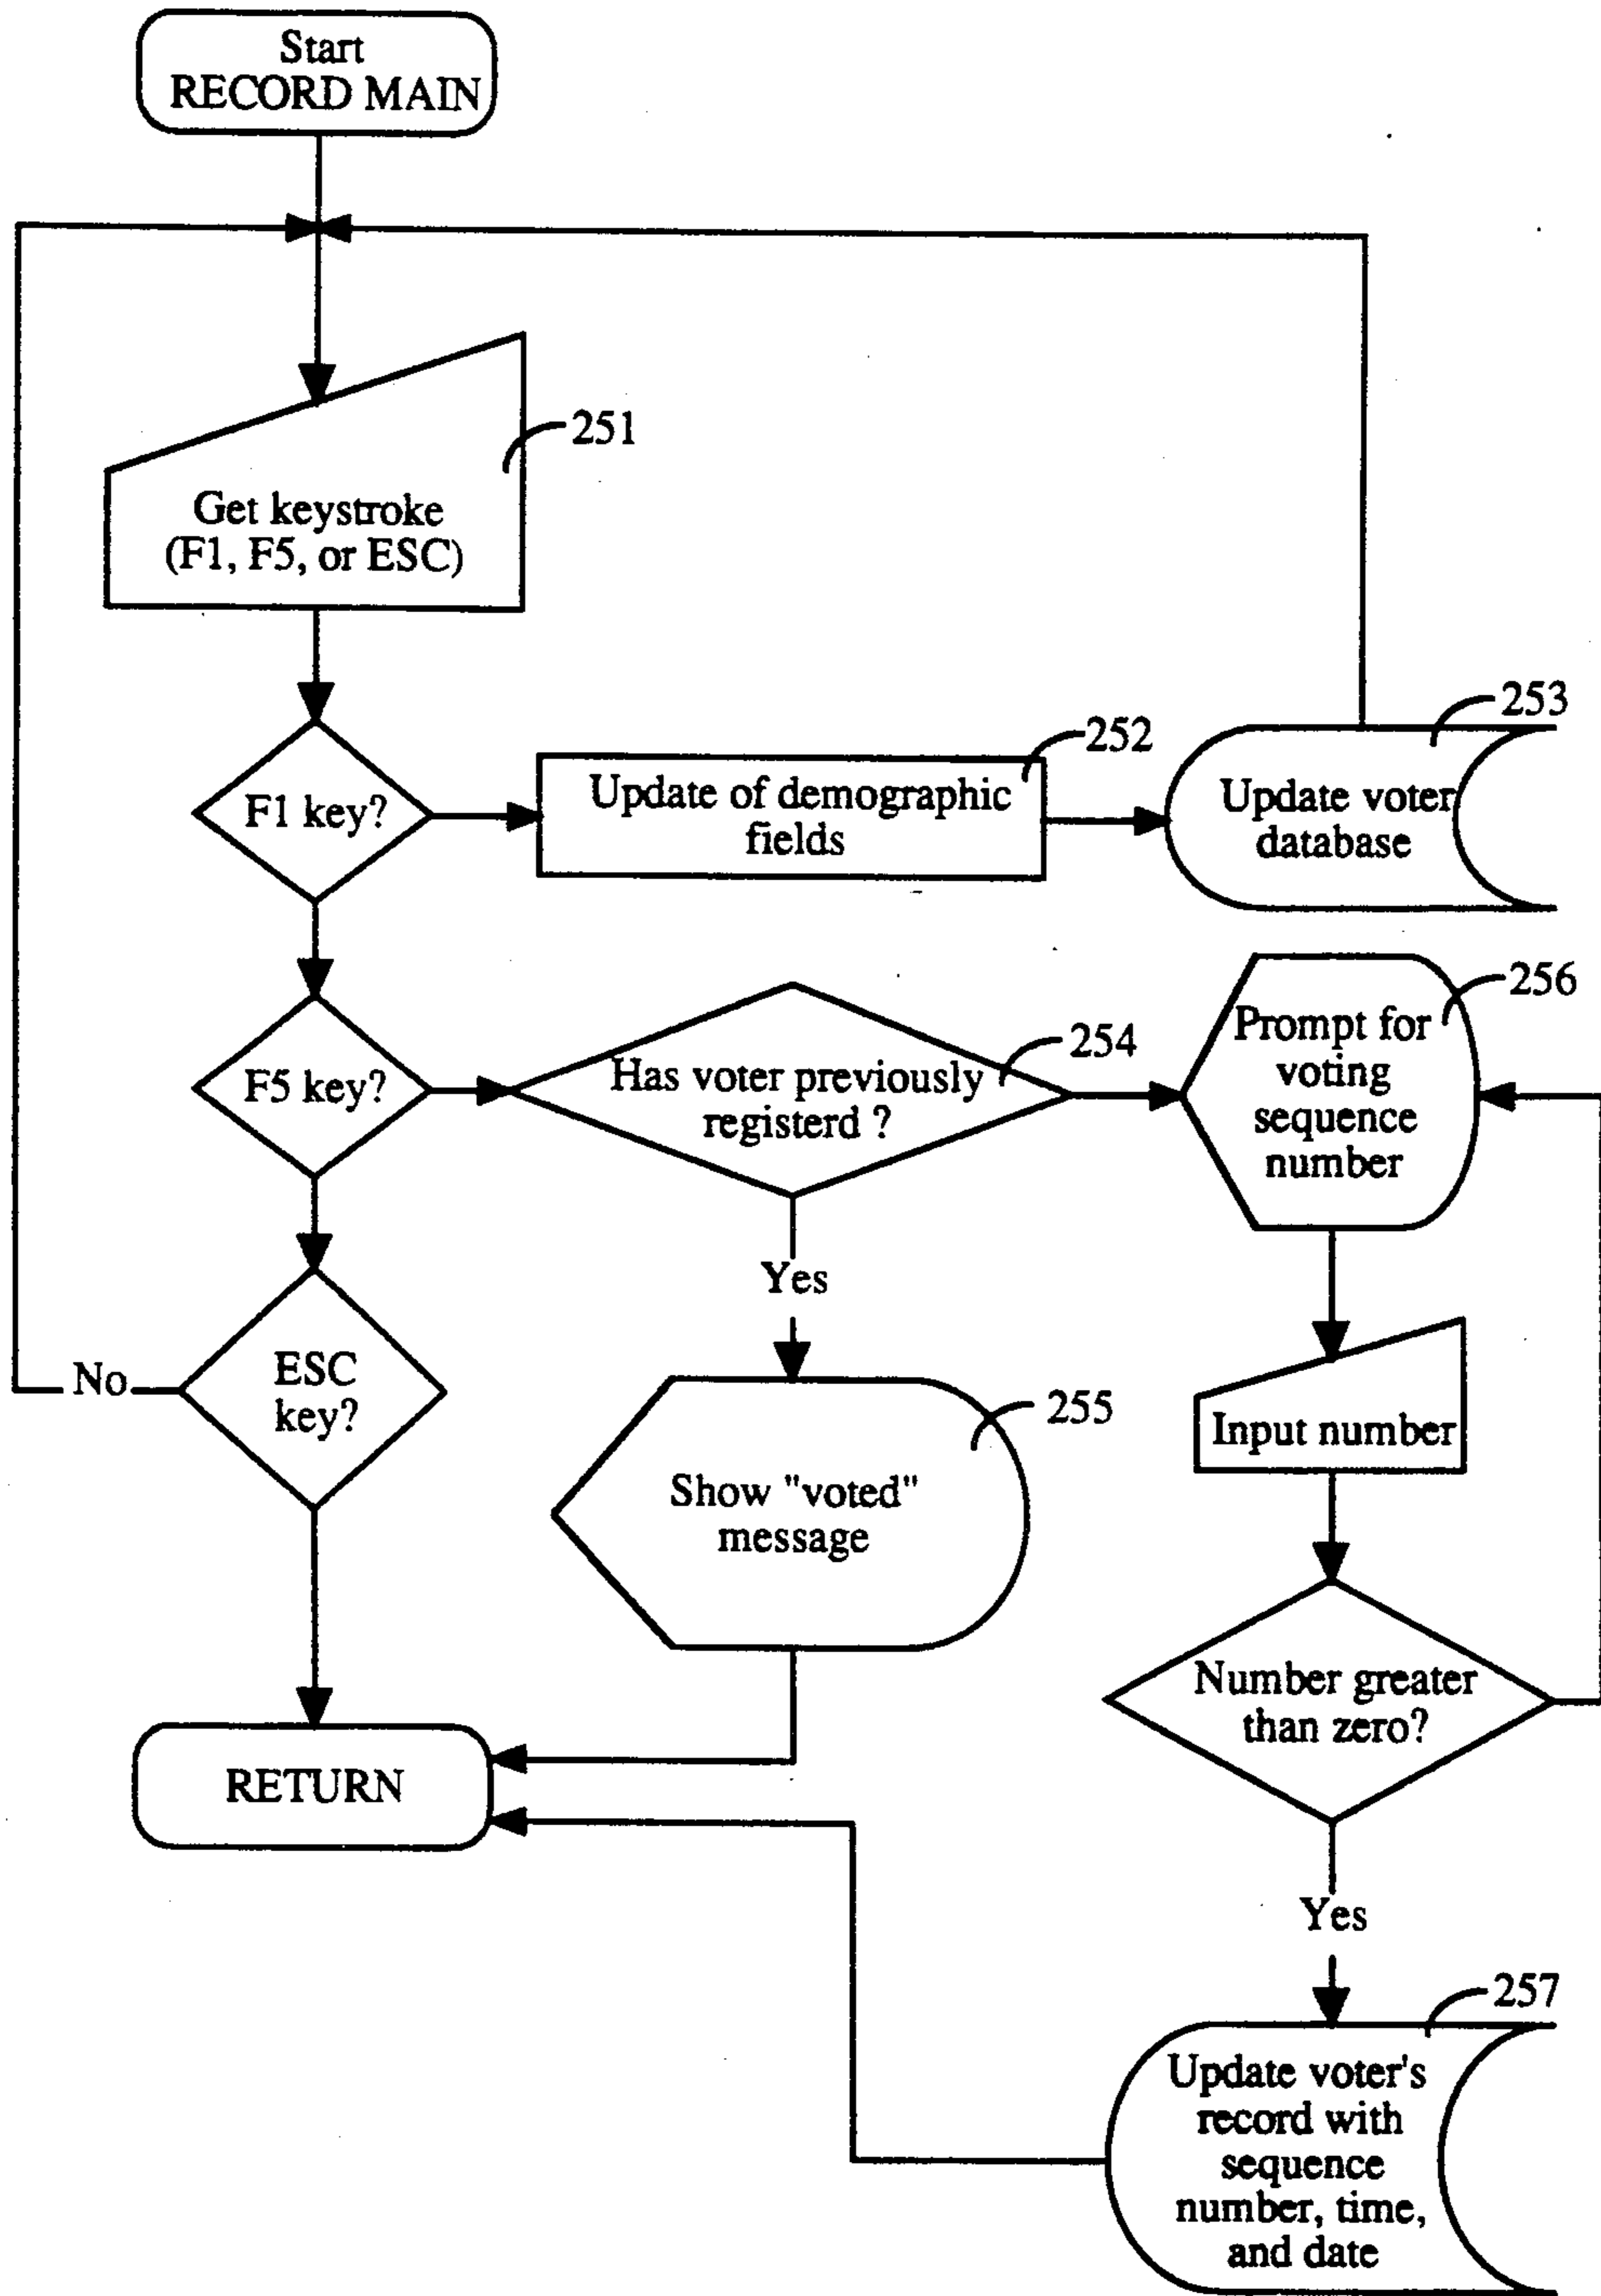 Start
RECORD MAIN
251
Get keystroke
(F1, F5, or ESC)
F1 key?
252
Update of demographic
fields
253
Update voter
database
F5 key?
254
Has voter previously
registerd ?
256
Prompt for
voting
sequence
number
Yes
No
ESC
key?
255
Show "voted"
message
Input number
Number greater
than zero?
RETURN
Yes
257
Update voter's
record with
sequence
number, time,
and date